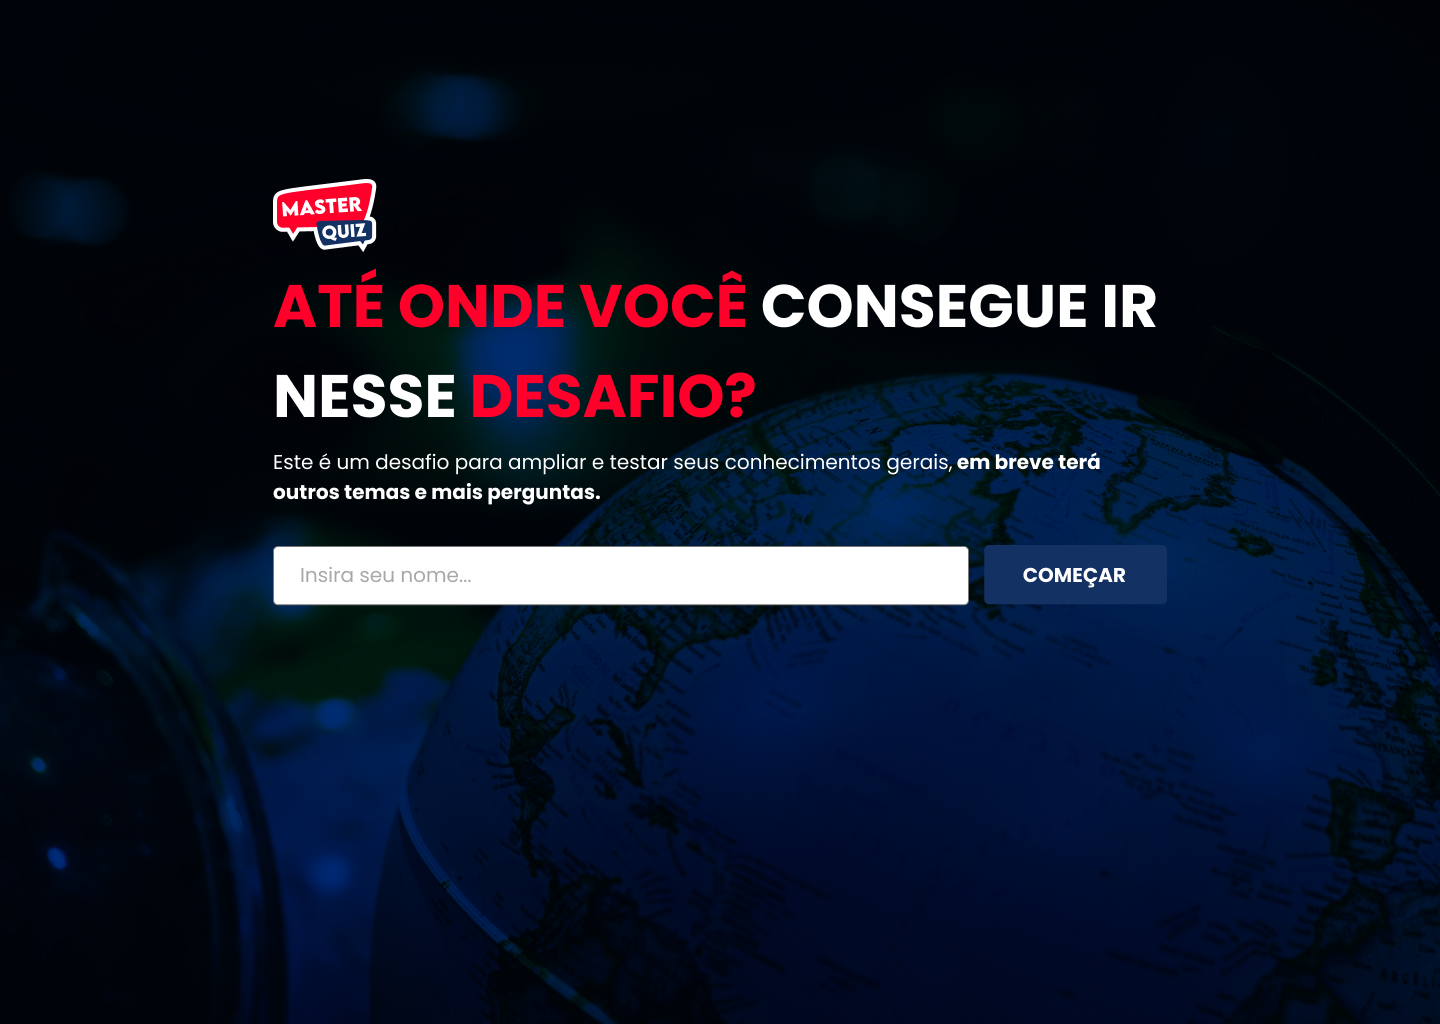 MASTER
QUIZ
ATÉ ONDE VOCÊ CONSEGUE IR
NESSE DESAFIO?
Este é um desafio para ampliar e testar seus conhecimentos gerais, em breve terá
outros temas e mais perguntas.
Insira seu nome...
COMEÇAR